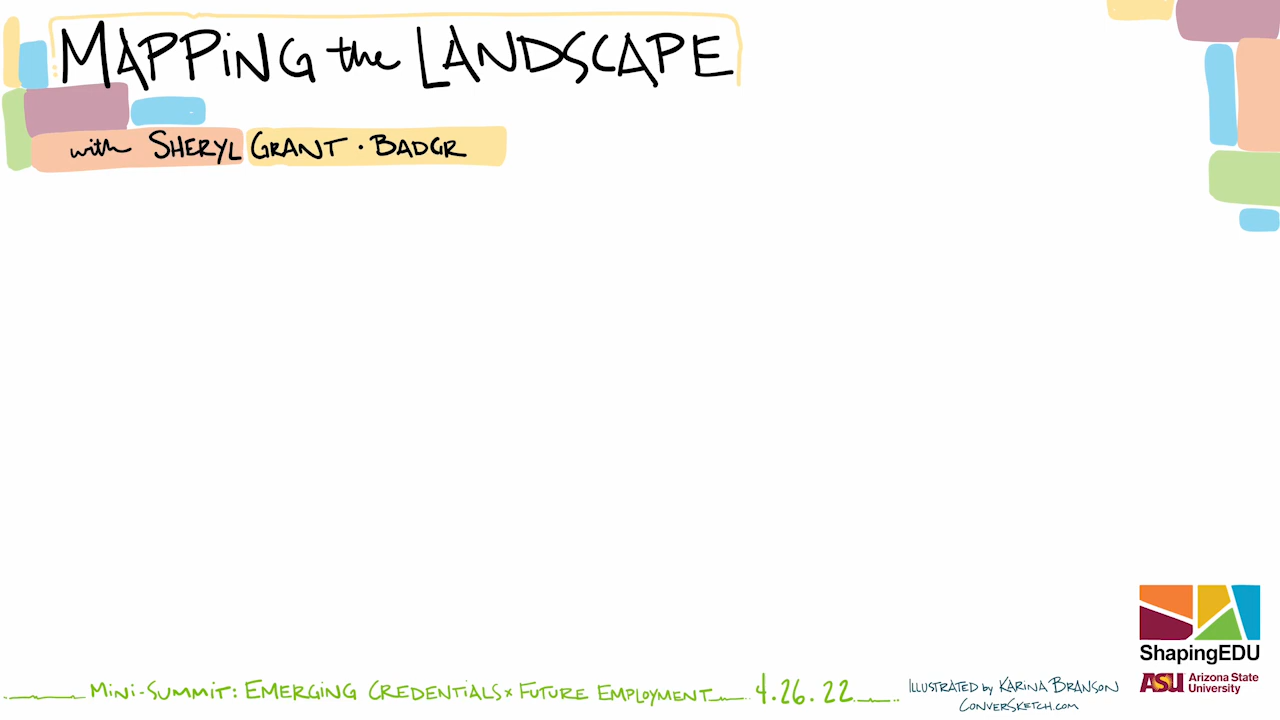 MAPPiNG the LANDSCAPE
with SHERYL GRANT · BADGR
ShapingEDU
ASU Arizona State University
MiNi-SUMMiT: EMERGING CREDENTiALS & FUTURE EMPLOYMENT 4.26.22
ILLUSTRATED by KARiNA BRANSON
CONVERSKETCH.COM